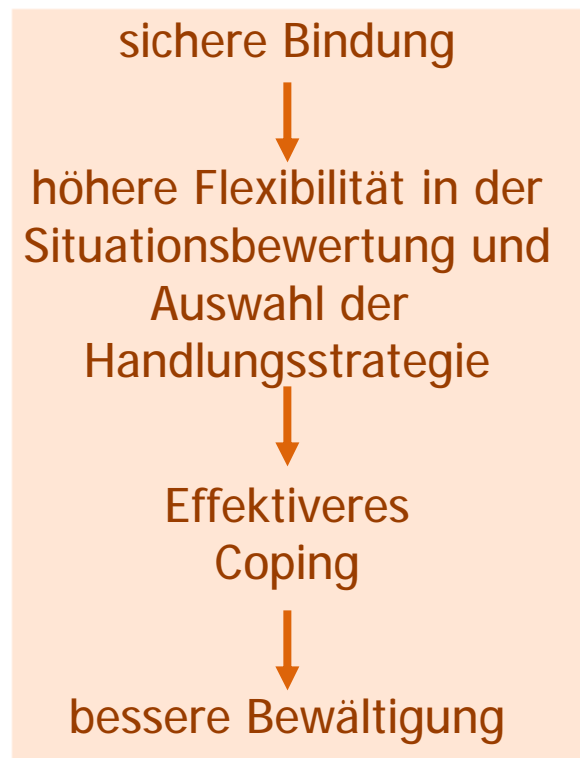 sichere Bindung
höhere Flexibilität in der
Situationsbewertung und
Auswahl der
Handlungsstrategie
Effektiveres
Coping
bessere Bewältigung